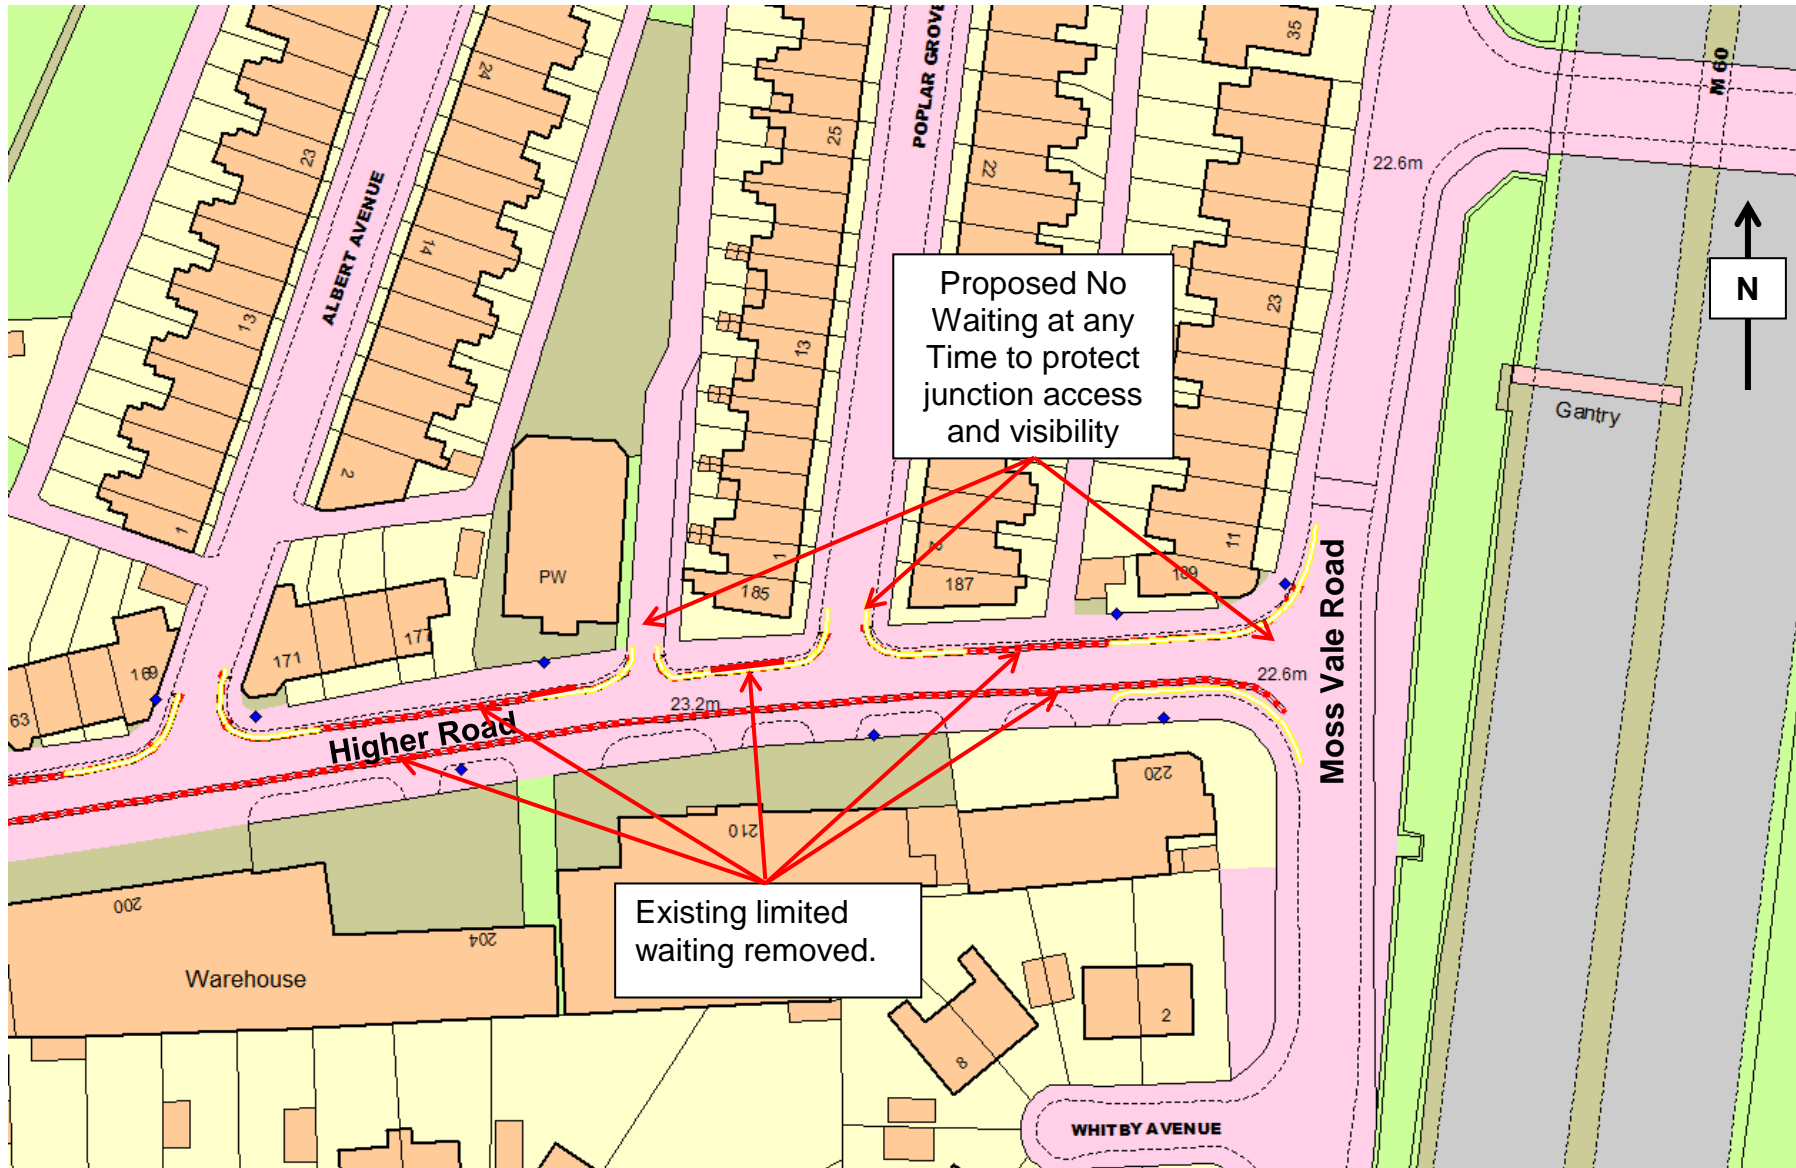 POPLAR GROVE
35
M 60
24
25
23
22
22.6m
ALBERT AVENUE
14
13
13
23
N
Proposed No
Waiting at any
Time to protect
junction access
and visibility
Gantry
2
1
PW
1
2
11
185
187
189
171
177
169
63
Higher Road
23.2m
22.6m
Moss Vale Road
220
210
200
204
Warehouse
Existing limited
waiting removed.
8
2
WHITBY AVENUE